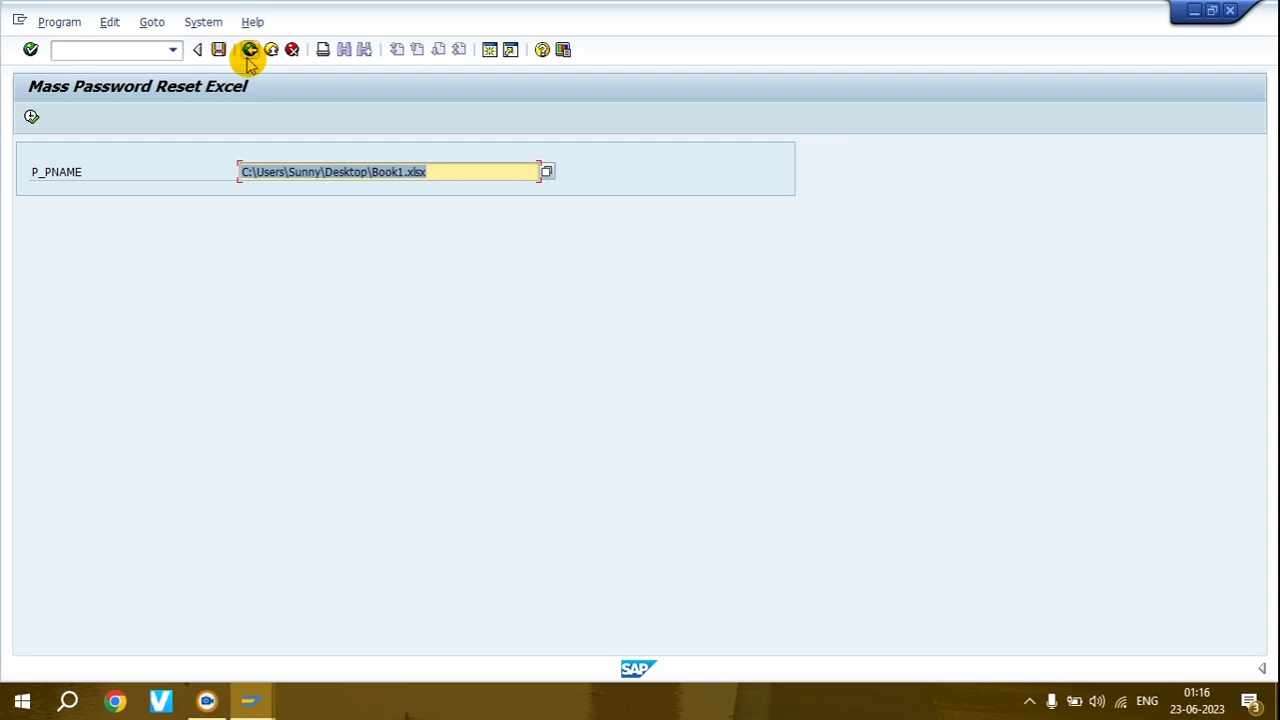 Program Edit Goto System Help
Mass Password Reset Excel
P_PNAME C:\Users\Sunny\Desktop\Book1.xlsx
SAP
V ENG 01:16
23-06-2023 3